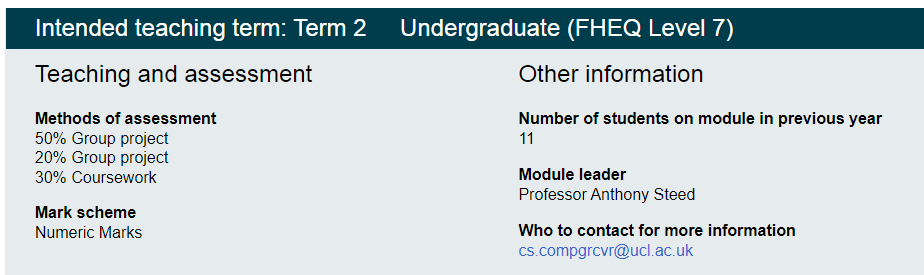 Intended teaching term: Term 2 Undergraduate (FHEQ Level 7)
Teaching and assessment
Methods of assessment
50% Group project
20% Group project
30% Coursework
Mark scheme
Numeric Marks
Other information
Number of students on module in previous year
11
Module leader
Professor Anthony Steed
Who to contact for more information
cs.compgrcvr@ucl.ac.uk